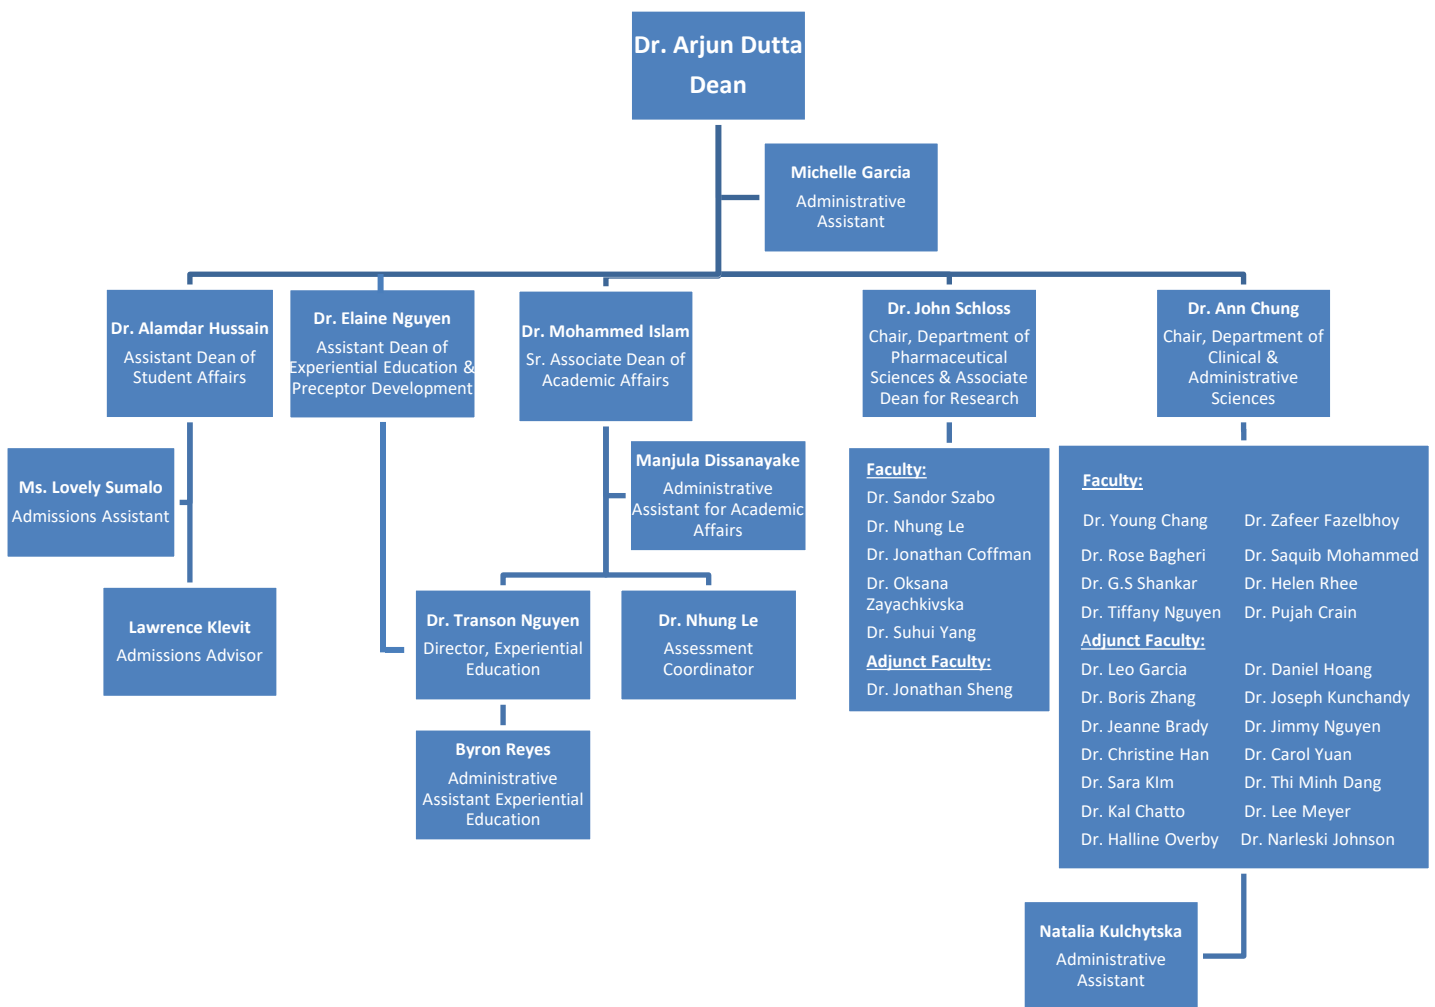 Dr. Arjun Dutta
Dean
Michelle Garcia
Administrative
Assistant
Dr. Alamdar Hussain
Assistant Dean of
Student Affairs
Dr. Elaine Nguyen
Assistant Dean of
Experiential Education &
Preceptor Development
Dr. Mohammed Islam
Sr. Associate Dean of
Academic Affairs
Dr. John Schloss
Chair, Department of
Pharmaceutical
Sciences & Associate
Dean for Research
Dr. Ann Chung
Chair, Department of
Clinical &
Administrative
Sciences
Ms. Lovely Sumalo
Admissions Assistant
Lawrence Klevit
Admissions Advisor
Manjula Dissanayake
Administrative
Assistant for Academic
Affairs
Dr. Transon Nguyen
Director, Experiential
Education
Dr. Nhung Le
Assessment
Coordinator
Byron Reyes
Administrative
Assistant Experiential
Education
Faculty:
Dr. Sandor Szabo
Dr. Nhung Le
Dr. Jonathan Coffman
Dr. Oksana
Zayachkivska
Dr. Suhui Yang
Adjunct Faculty:
Dr. Jonathan Sheng
Faculty:
Dr. Young Chang Dr. Zafeer Fazelbhoy
Dr. Rose Bagheri Dr. Saquib Mohammed
Dr. G.S Shankar Dr. Helen Rhee
Dr. Tiffany Nguyen Dr. Pujah Crain
Adjunct Faculty:
Dr. Leo Garcia Dr. Daniel Hoang
Dr. Boris Zhang Dr. Joseph Kunchandy
Dr. Jeanne Brady Dr. Jimmy Nguyen
Dr. Christine Han Dr. Carol Yuan
Dr. Sara KIm Dr. Thi Minh Dang
Dr. Kal Chatto Dr. Lee Meyer
Dr. Halline Overby Dr. Narleski Johnson
Natalia Kulchytska
Administrative
Assistant